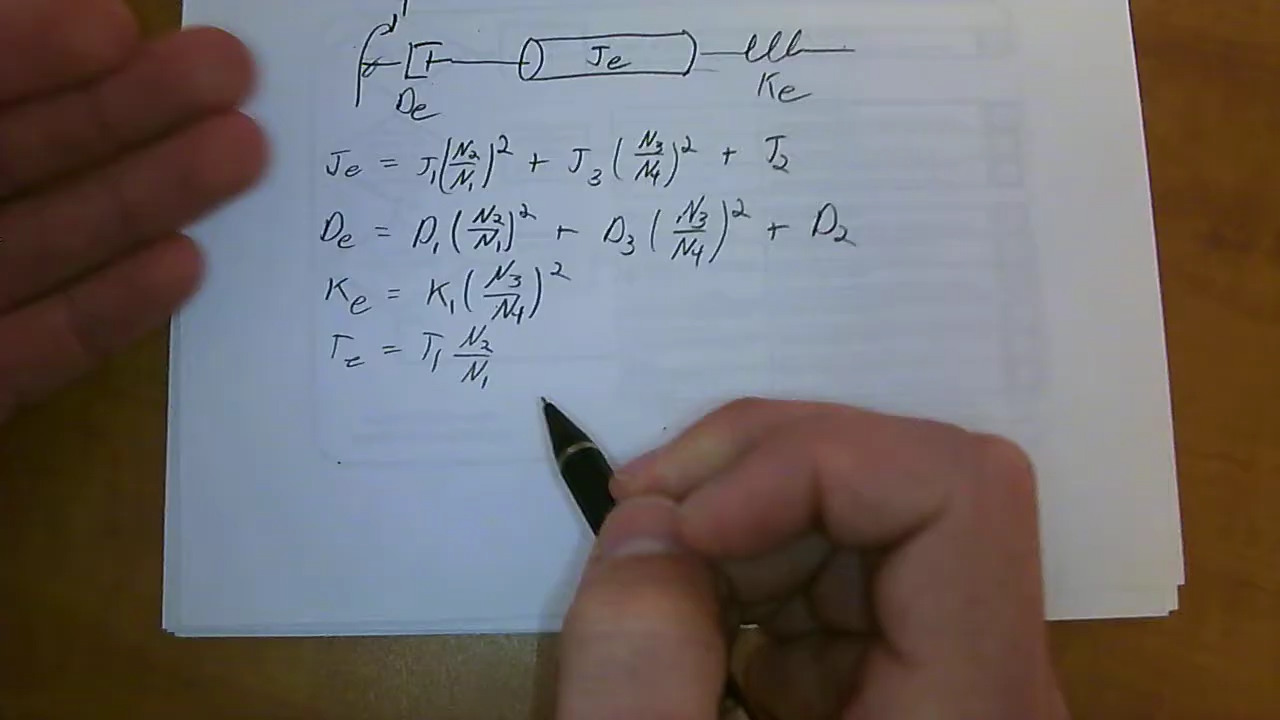 Je
De
Ke
Je = J₁(N₂/N₁)² + J₃(N₃/N₄)² + J₂
De = D₁(N₂/N₁)² + D₃(N₃/N₄)² + D₂
Ke = K₁(N₃/N₄)²
Te = T₁ N₂/N₁